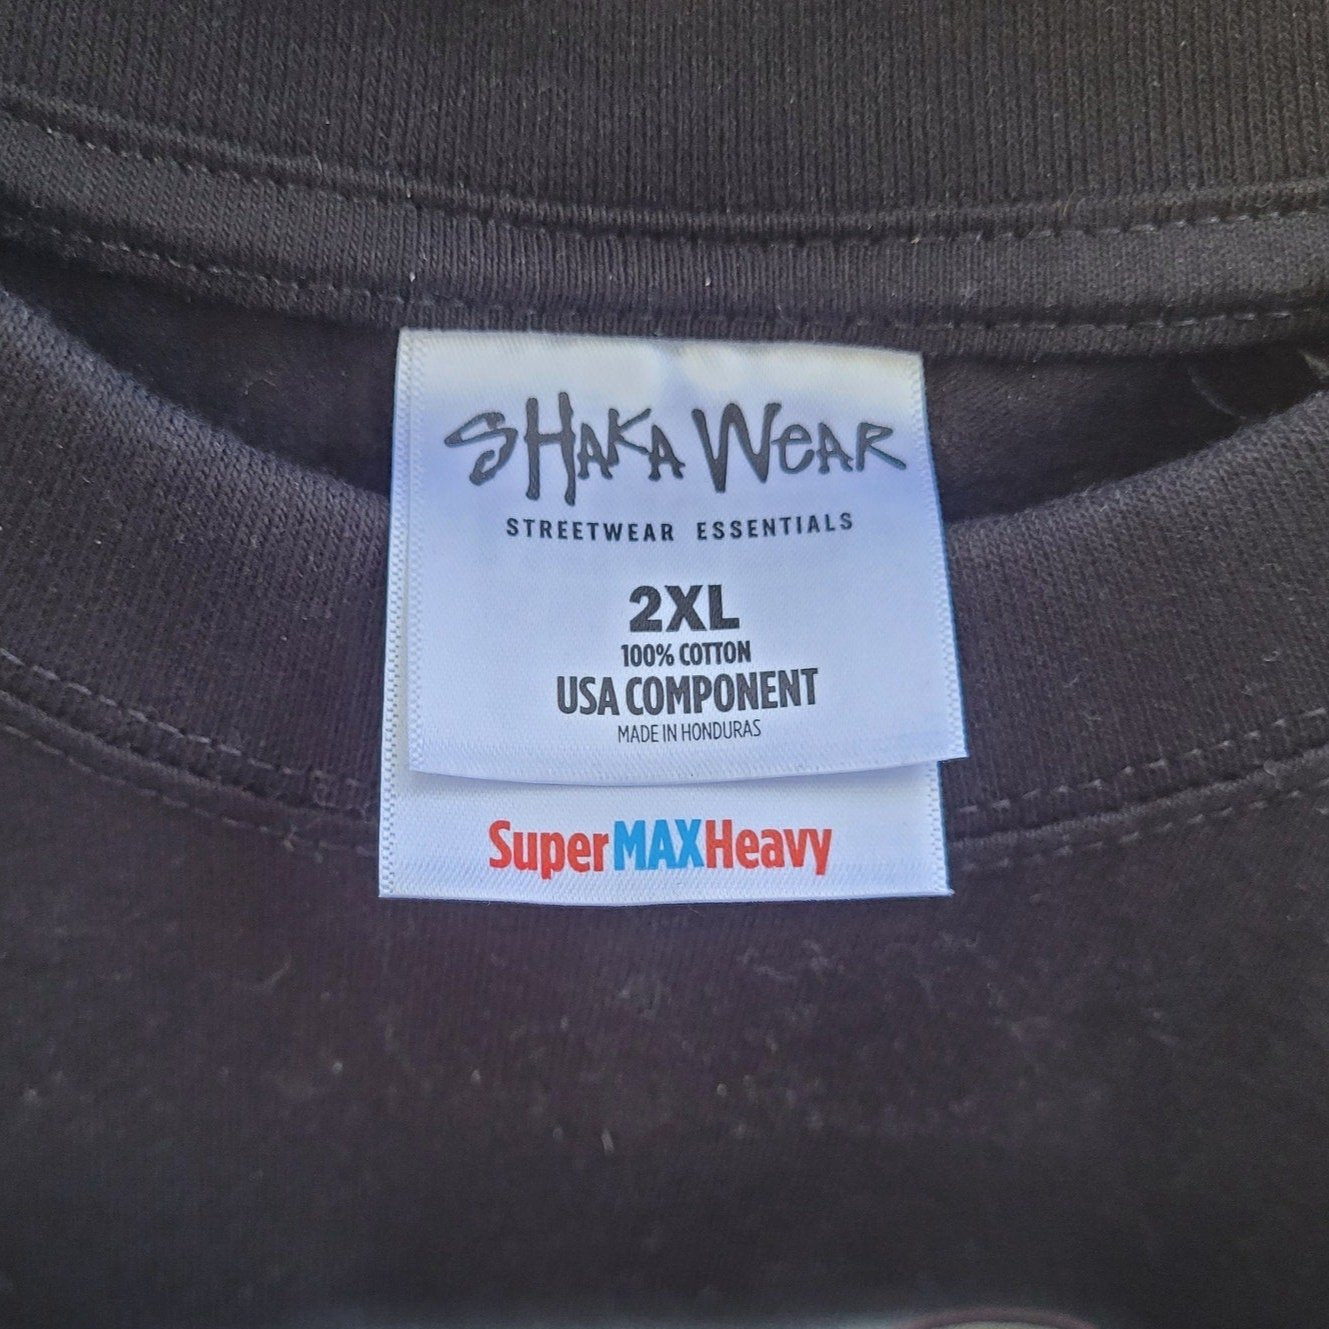 SHAKA WEAR
STREETWEAR ESSENTIALS
2XL
100% COTTON
USA COMPONENT
MADE IN HONDURAS
SuperMAXHeavy